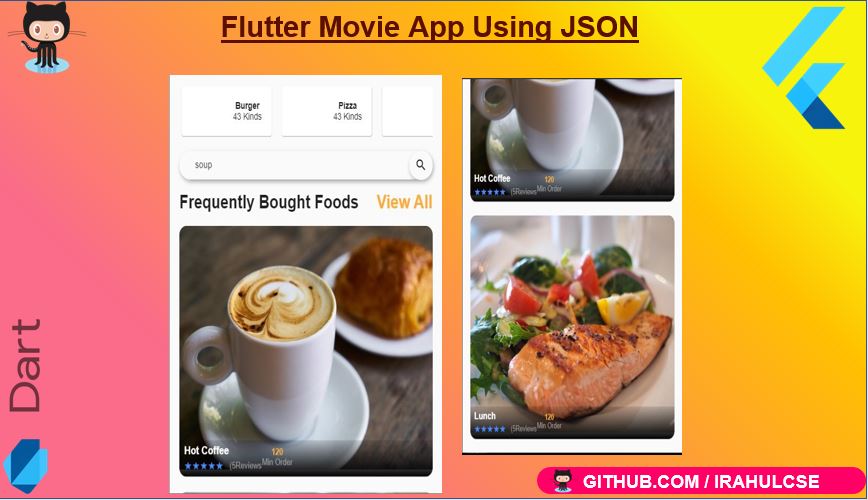 Flutter Movie App Using JSON
Burger
43 Kinds
Pizza
43 Kinds
soup
Frequently Bought Foods View All
Hot Coffee 120
★★★★★ (5Reviews Min Order
Hot Coffee 120
★★★★★ (5Reviews Min Order
Lunch 120
★★★★★ (5Reviews Min Order
Dart
GITHUB.COM / IRAHULCSE